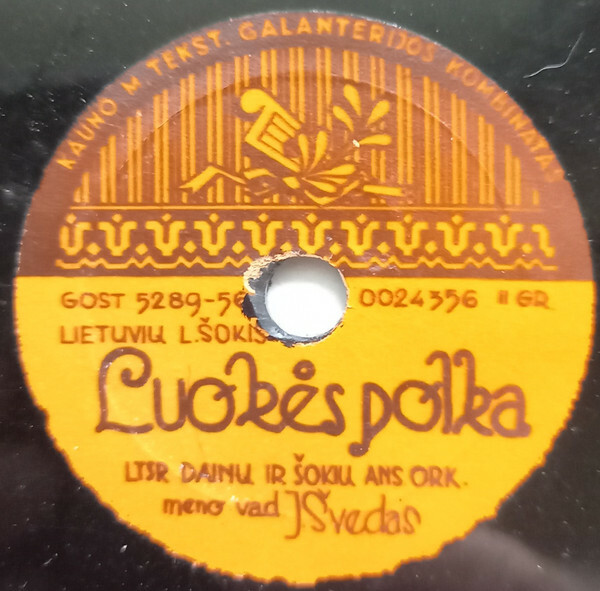 KAUNO M TEKST. GALANTERIJOS KOMBINATAS
GOST 5289-56 0024356 II GR.
LIETUVIŲ L.ŠOKIS
Luokės polka
LTSR DAINŲ IR ŠOKIŲ ANS ORK.
meno vad J Švedas